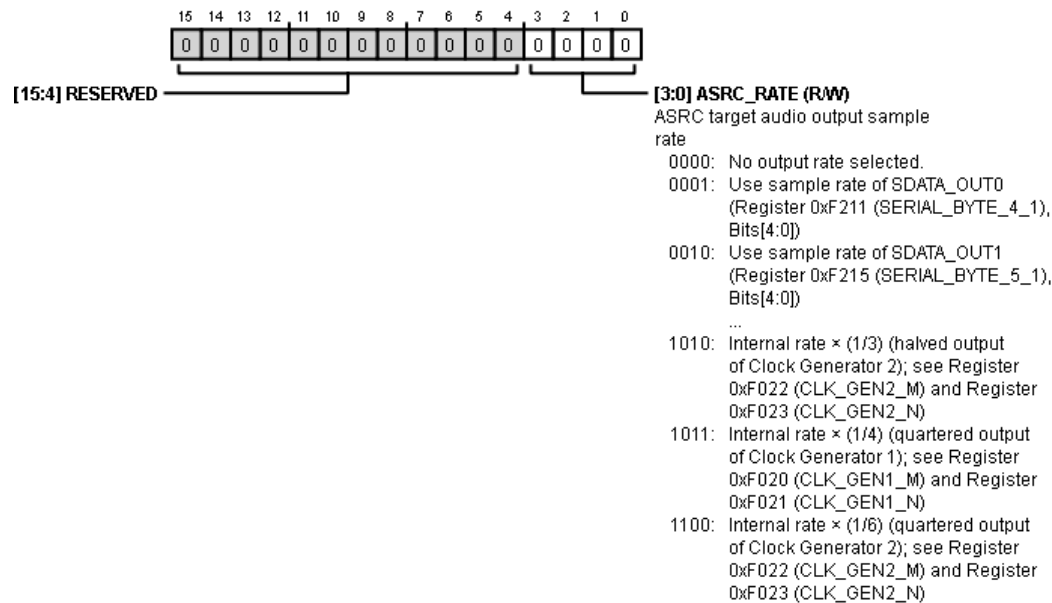 15 14 13 12 11 10 9 8 7 6 5 4 3 2 1 0
0 0 0 0 0 0 0 0 0 0 0 0 0 0 0 0
[15:4] RESERVED
[3:0] ASRC_RATE (R/W)
ASRC target audio output sample
rate
0000: No output rate selected.
0001: Use sample rate of SDATA_OUT0
(Register 0xF211 (SERIAL_BYTE_4_1),
Bits[4:0])
0010: Use sample rate of SDATA_OUT1
(Register 0xF215 (SERIAL_BYTE_5_1),
Bits[4:0])
...
1010: Internal rate × (1/3) (halved output
of Clock Generator 2); see Register
0xF022 (CLK_GEN2_M) and Register
0xF023 (CLK_GEN2_N)
1011: Internal rate × (1/4) (quartered output
of Clock Generator 1); see Register
0xF020 (CLK_GEN1_M) and Register
0xF021 (CLK_GEN1_N)
1100: Internal rate × (1/6) (quartered output
of Clock Generator 2); see Register
0xF022 (CLK_GEN2_M) and Register
0xF023 (CLK_GEN2_N)